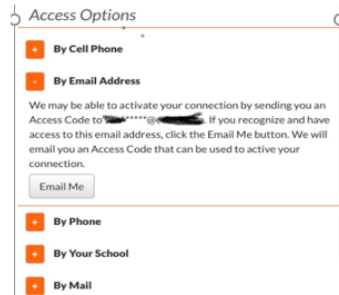 Access Options
+ By Cell Phone
- By Email Address
We may be able to activate your connection by sending you an
Access Code to *****@. If you recognize and have
access to this email address, click the Email Me button. We will
email you an Access Code that can be used to active your
connection.
Email Me
+ By Phone
+ By Your School
+ By Mail